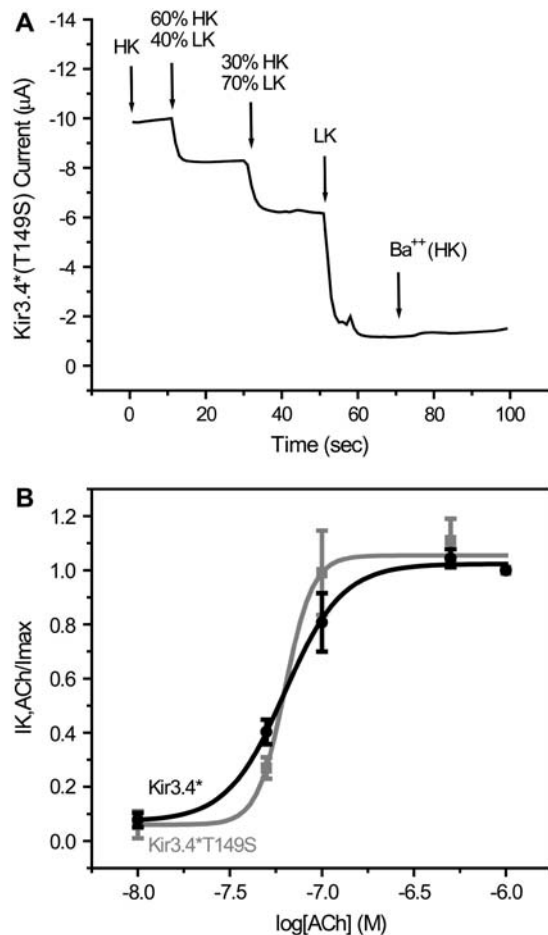 A
Kir3.4*(T149S) Current (μA)
-14
-12
-10
-8
-6
-4
-2
0
HK
60% HK
40% LK
30% HK
70% LK
LK
Ba⁺⁺(HK)
0
20
40
60
80
100
Time (sec)
B
IK,ACh/Imax
1.2
1.0
0.8
0.6
0.4
0.2
0.0
Kir3.4*
Kir3.4*T149S
-8.0
-7.5
-7.0
-6.5
-6.0
log[ACh] (M)